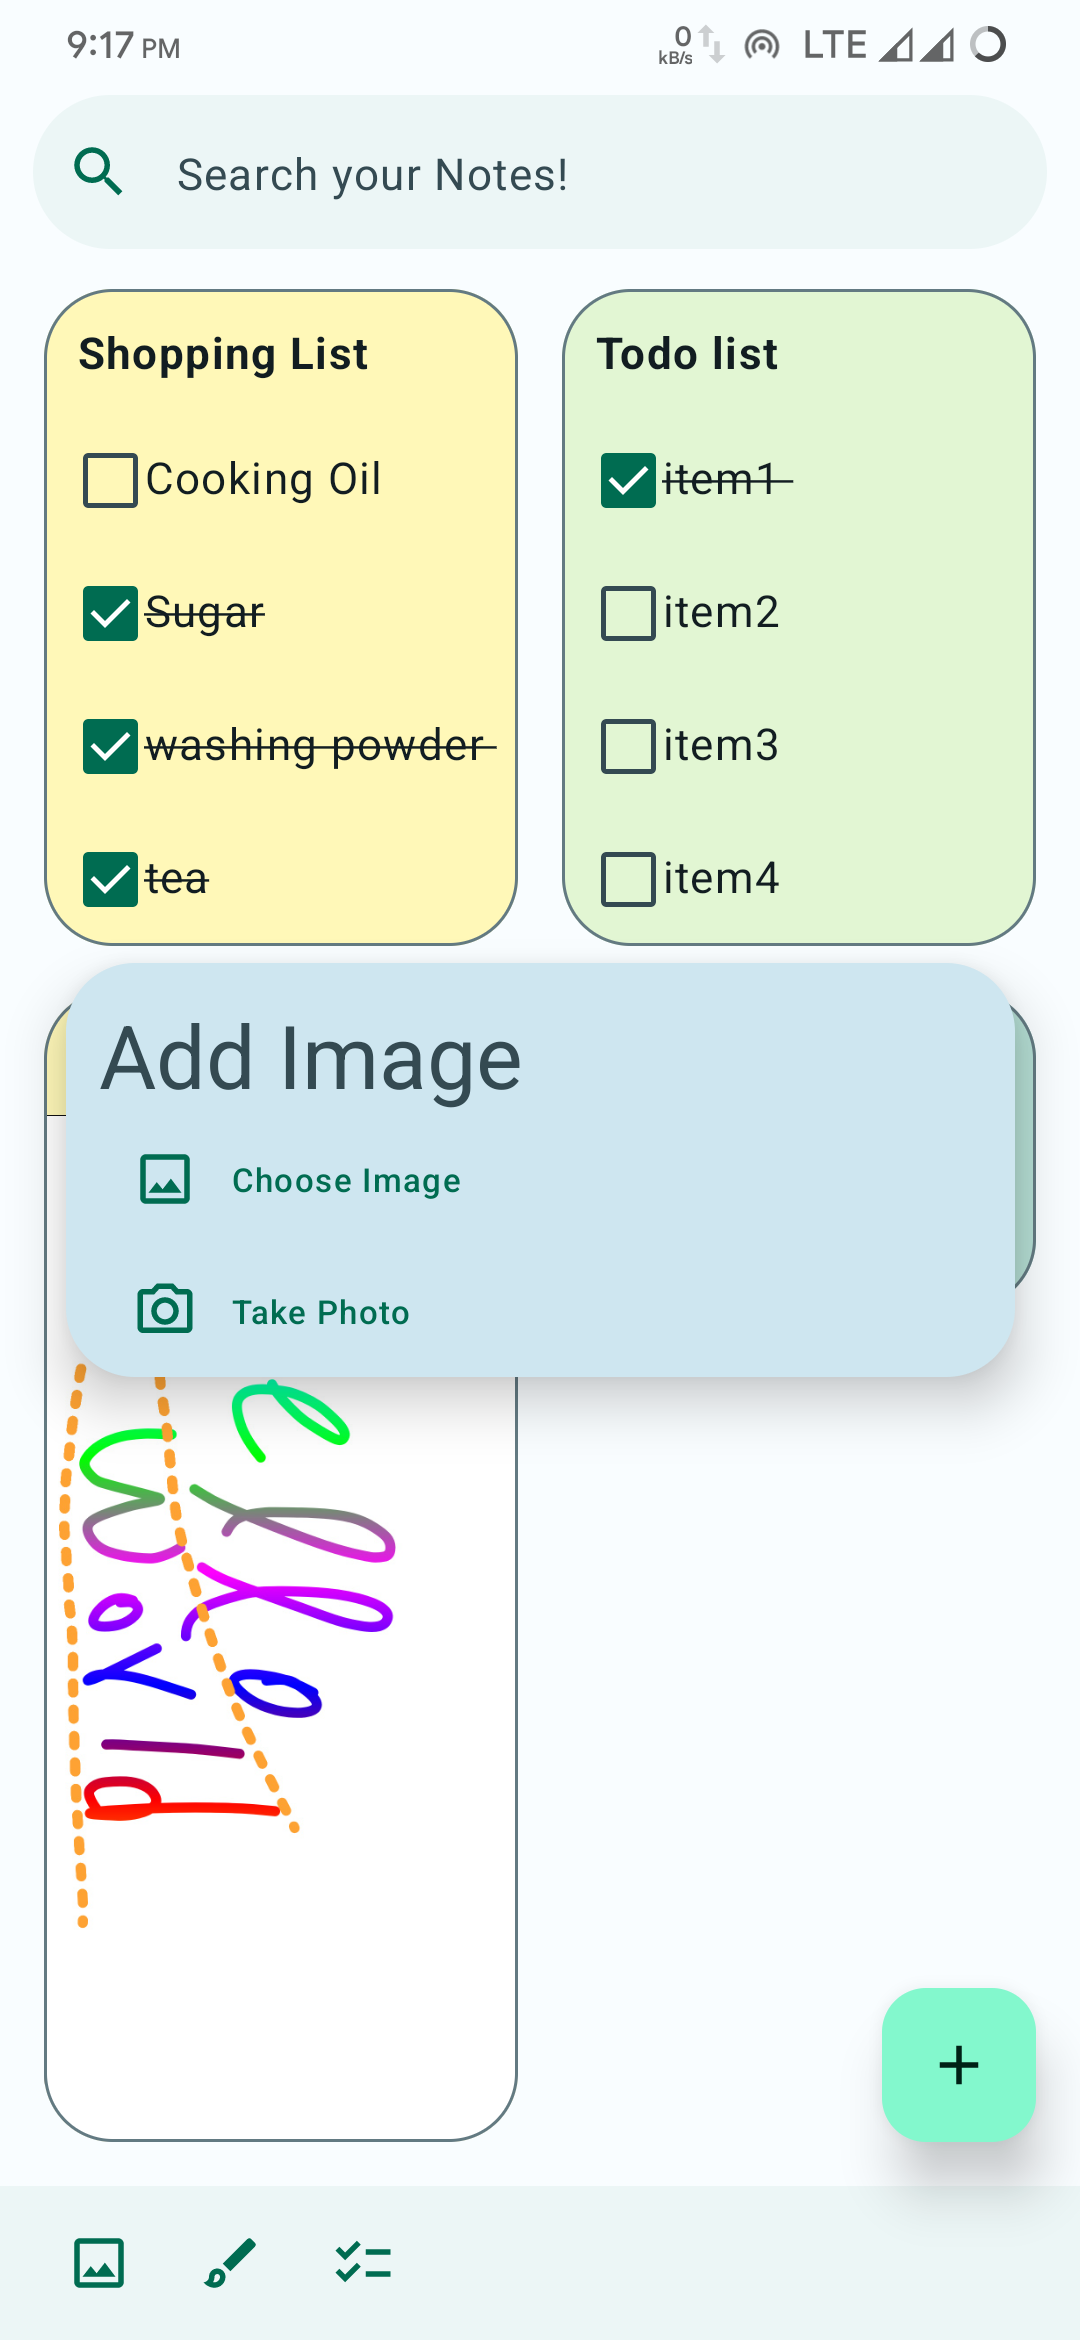 9:17 PM 0 kB/s LTE
Search your Notes!
Shopping List
Cooking Oil
Sugar
washing powder
tea
Todo list
item1
item2
item3
item4
Add Image
Choose Image
Take Photo